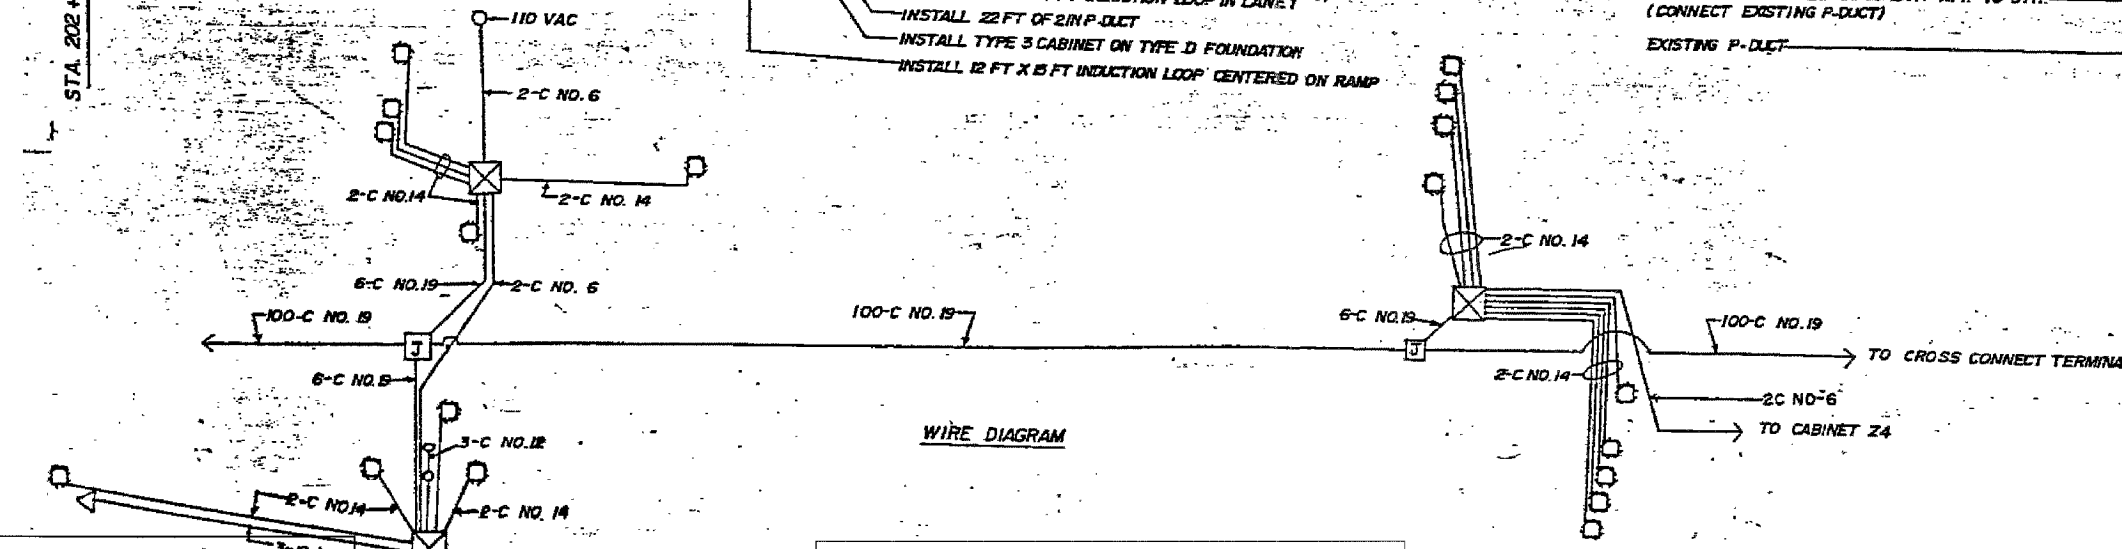 STA. 202+
110 VAC
LOOP IN LANE 1
INSTALL 22 FT OF 2 IN P-DUCT
INSTALL TYPE 3 CABINET ON TYPE D FOUNDATION
INSTALL 12 FT X 15 FT INDUCTION LOOP CENTERED ON RAMP
(CONNECT EXISTING P-DUCT)
EXISTING P-DUCT
2-C NO. 6
2-C NO.14
2-C NO. 14
2-C NO. 14
6-C NO.19
2-C NO. 6
100-C NO. 19
100-C NO. 19
6-C NO.19
100-C NO.19
J
J
TO CROSS CONNECT TERMINA
6-C NO.19
2-C NO.14
2C NO-6
TO CABINET Z4
WIRE DIAGRAM
3-C NO.12
2-C NO.14
2-C NO. 14